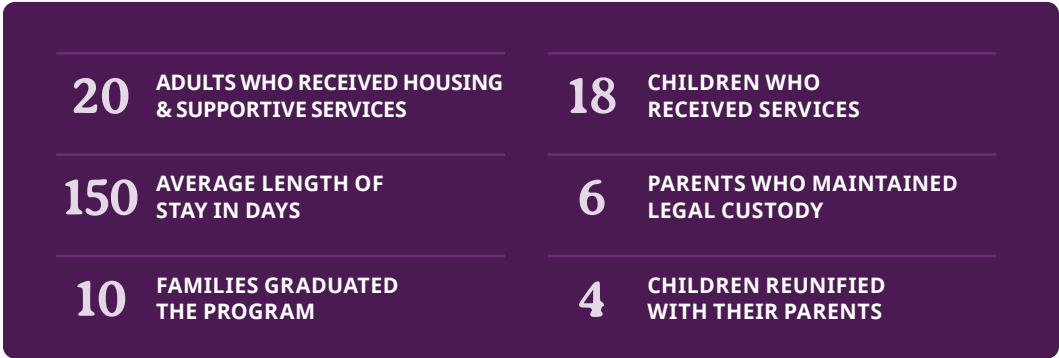 20 ADULTS WHO RECEIVED HOUSING
& SUPPORTIVE SERVICES
18 CHILDREN WHO
RECEIVED SERVICES
150 AVERAGE LENGTH OF
STAY IN DAYS
6 PARENTS WHO MAINTAINED
LEGAL CUSTODY
10 FAMILIES GRADUATED
THE PROGRAM
4 CHILDREN REUNIFIED
WITH THEIR PARENTS